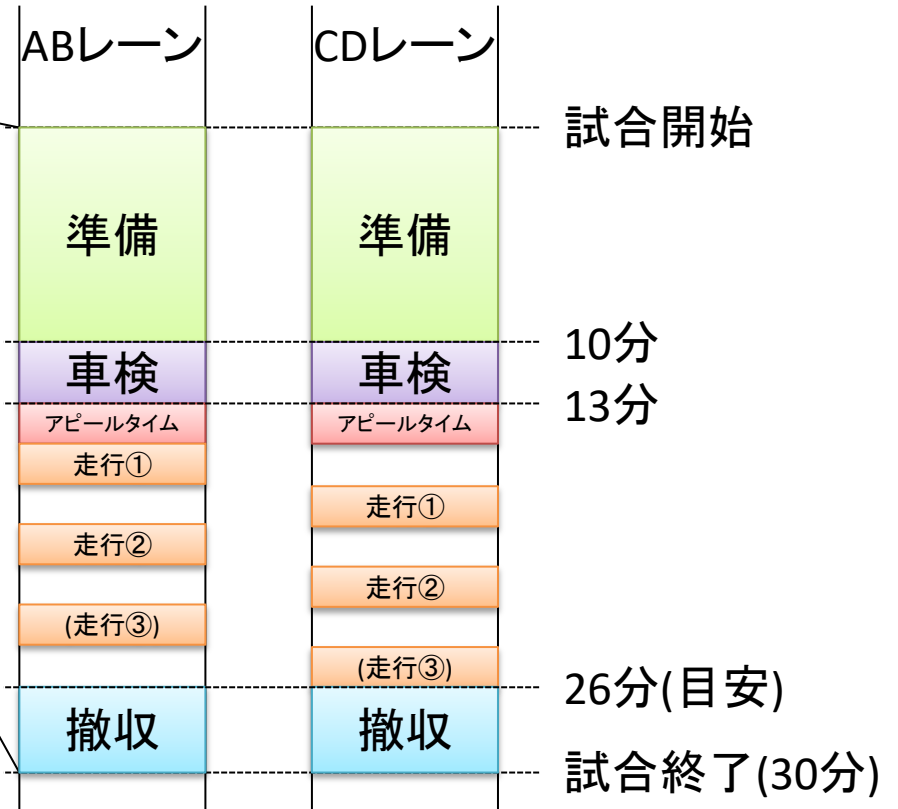 ABレーン
CDレーン
試合開始
準備
準備
10分
車検
車検
13分
アピールタイム
アピールタイム
走行①
走行①
走行②
走行②
(走行③)
(走行③)
26分(目安)
撤収
撤収
試合終了(30分)